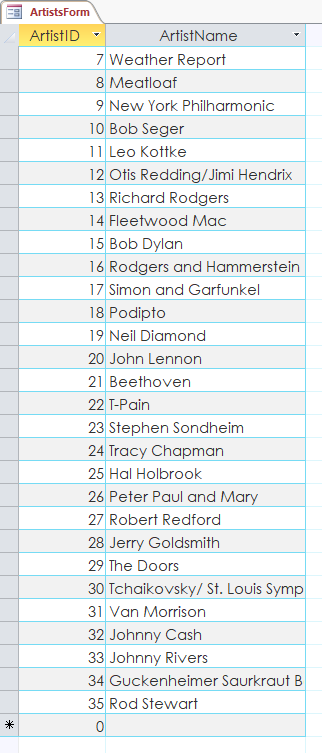 ArtistsForm
ArtistID ArtistName
7 Weather Report
8 Meatloaf
9 New York Philharmonic
10 Bob Seger
11 Leo Kottke
12 Otis Redding/Jimi Hendrix
13 Richard Rodgers
14 Fleetwood Mac
15 Bob Dylan
16 Rodgers and Hammerstein
17 Simon and Garfunkel
18 Podipto
19 Neil Diamond
20 John Lennon
21 Beethoven
22 T-Pain
23 Stephen Sondheim
24 Tracy Chapman
25 Hal Holbrook
26 Peter Paul and Mary
27 Robert Redford
28 Jerry Goldsmith
29 The Doors
30 Tchaikovsky/ St. Louis Symp
31 Van Morrison
32 Johnny Cash
33 Johnny Rivers
34 Guckenheimer Saurkraut B
35 Rod Stewart
* 0